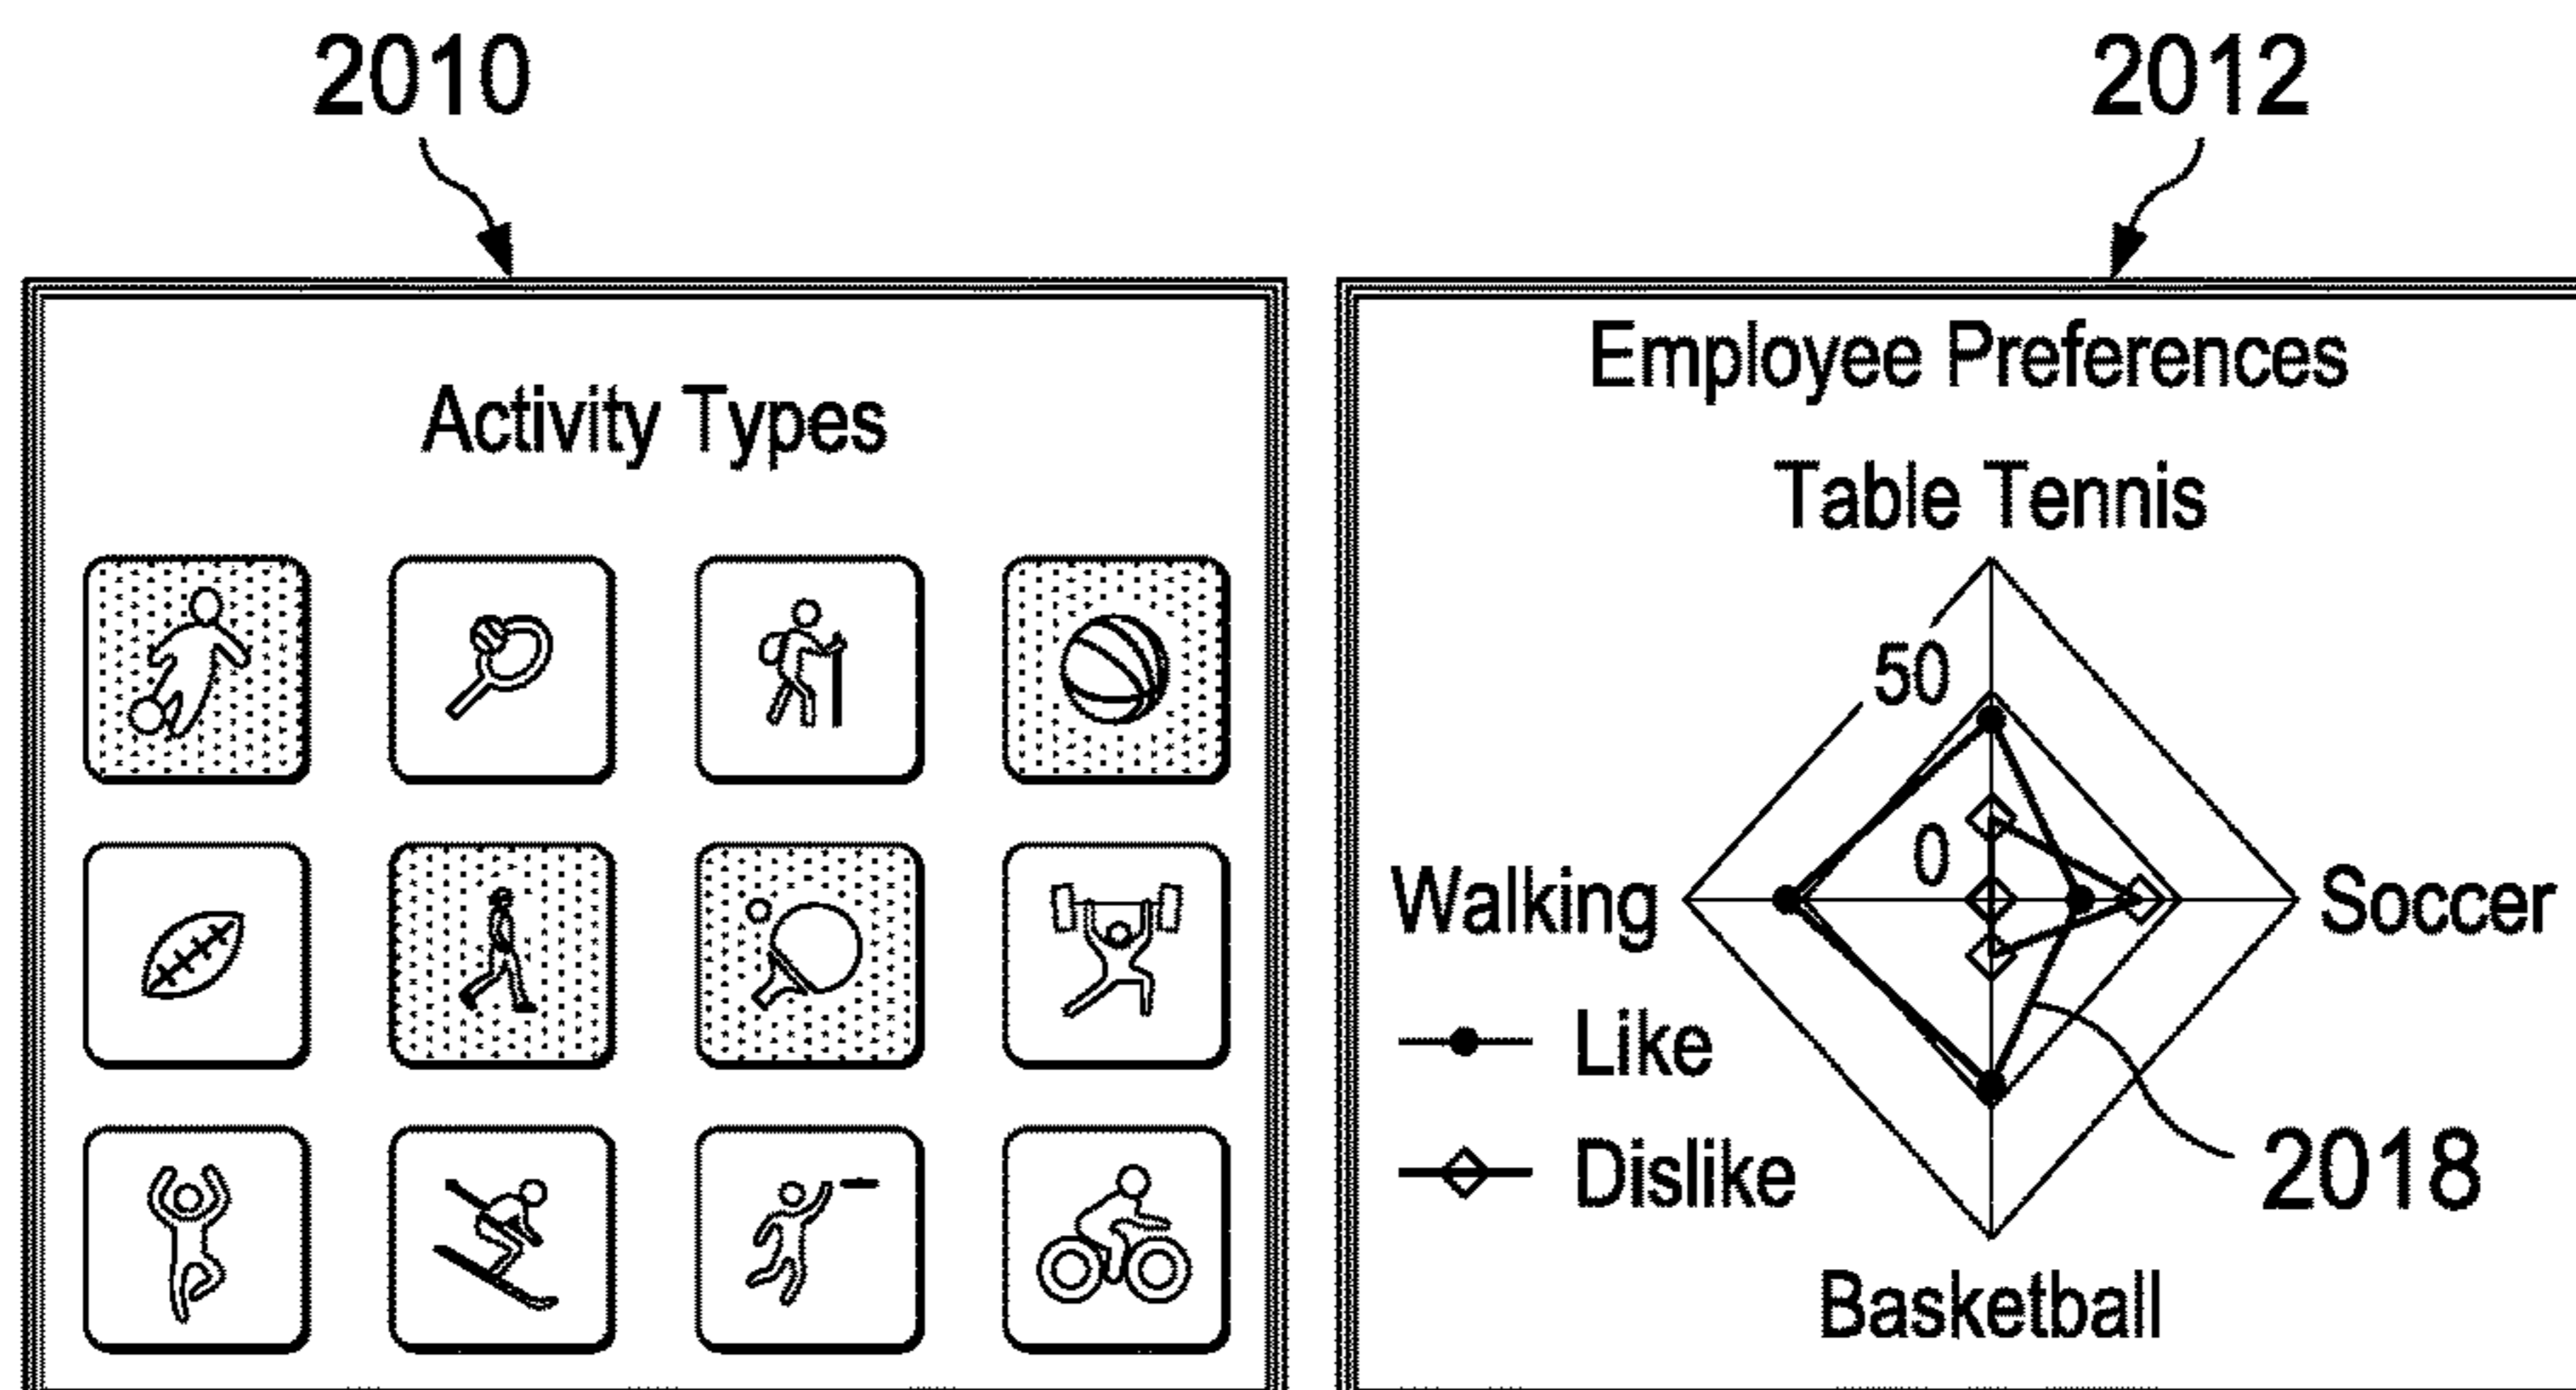 2010
2012
Activity Types
Employee Preferences
Table Tennis
50
0
Walking
Soccer
Like
Dislike
2018
Basketball